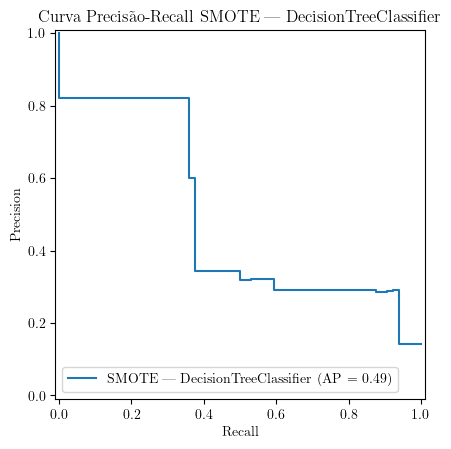 Curva Precisão-Recall SMOTE — DecisionTreeClassifier
1.0
0.8
0.6
0.4
0.2
0.0
Precision
SMOTE — DecisionTreeClassifier (AP = 0.49)
0.0 0.2 0.4 0.6 0.8 1.0
Recall